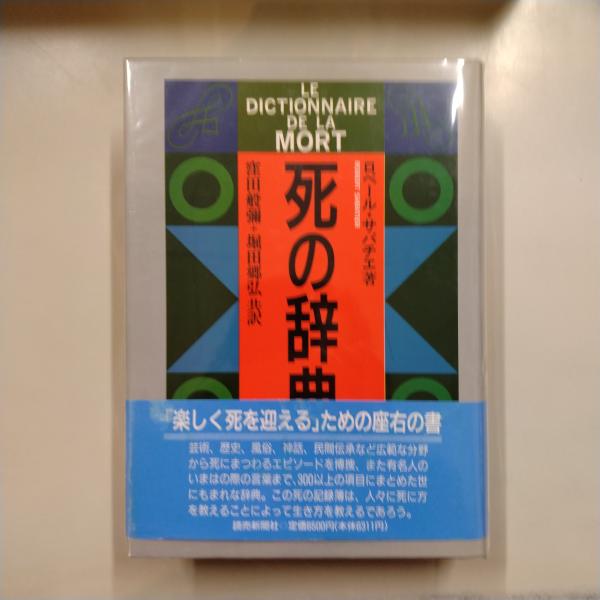 LE
DICTIONNAIRE
DE LA
MORT
ロベール・サバチエ著
ROBERT SABATIER
死の辞典
窪田般彌+堀田郷弘共訳
「楽しく死を迎える」ための座右の書
芸術、歴史、風俗、神話、民間伝承など広範な分野
から死にまつわるエピソードを博捜、また有名人の
いまはの際の言葉まで、300以上の項目にまとめた世
にもまれな辞典。この死の記録簿は、人々に死に方
を教えることによって生き方を教えるであろう。
読売新聞社○定価6500円(本体6311円)